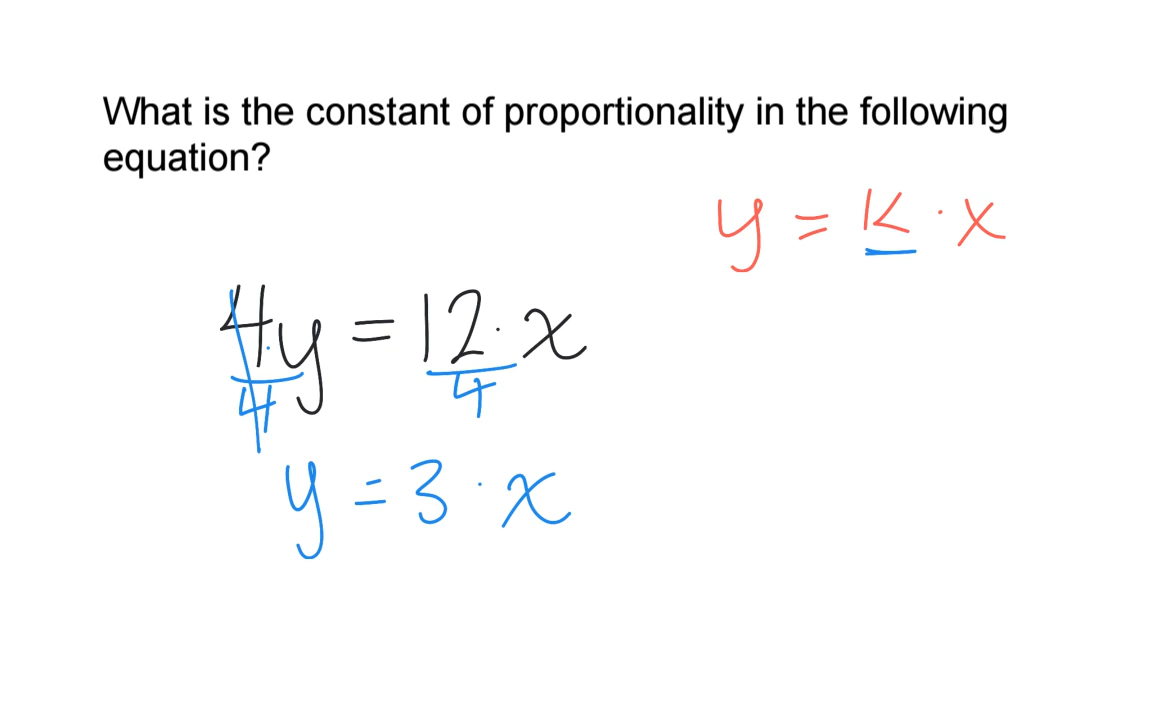 What is the constant of proportionality in the following
equation?
y = k · x
4y = 12 · x
4 4
y = 3 · x